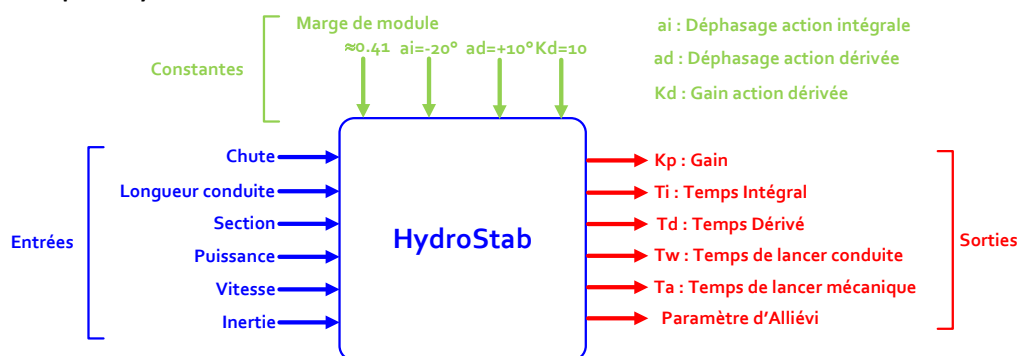 Marge de module
≈0.41 ai=-20° ad=+10° Kd=10
Constantes
ai : Déphasage action intégrale
ad : Déphasage action dérivée
Kd : Gain action dérivée
Entrées
Chute
Longueur conduite
Section
Puissance
Vitesse
Inertie
HydroStab
Kp : Gain
Ti : Temps Intégral
Td : Temps Dérivé
Tw : Temps de lancer conduite
Ta : Temps de lancer mécanique
Paramètre d'Alliévi
Sorties